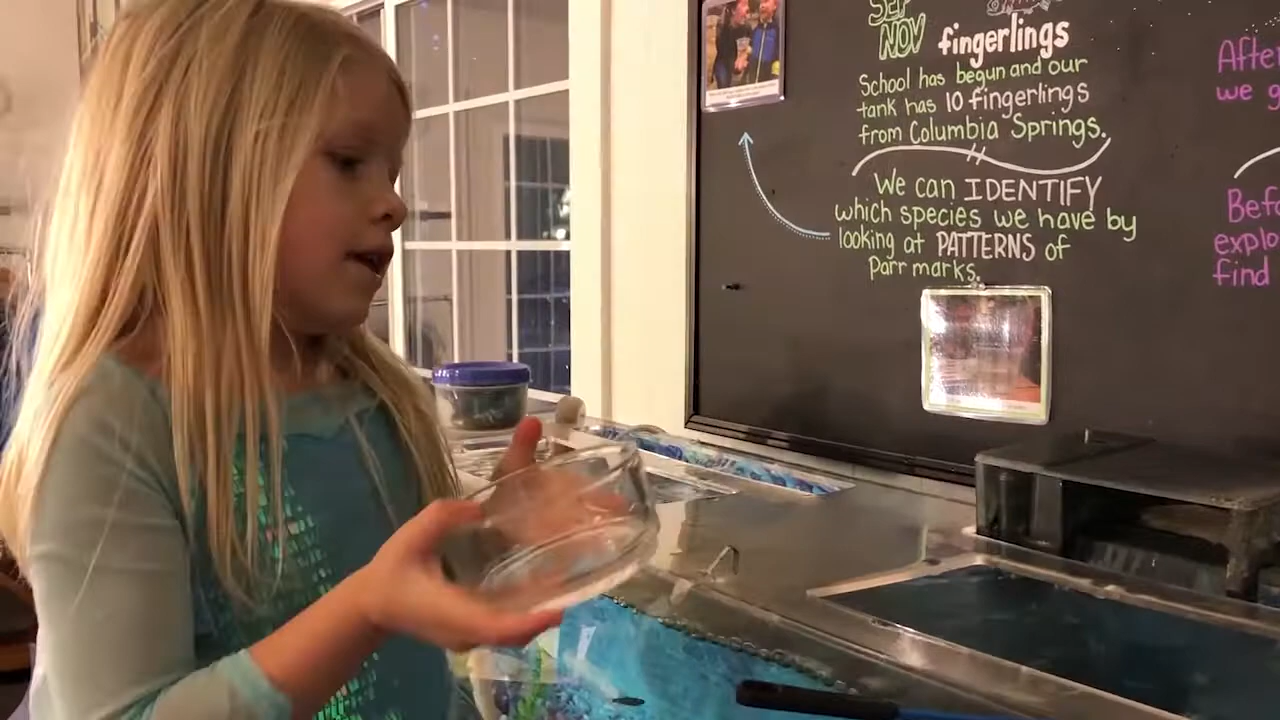 SEP
NOV
fingerlings
School has begun and our
tank has 10 fingerlings
from Columbia Springs.
We can IDENTIFY
which species we have by
looking at PATTERNS of
Parr marks.
After
we g
Befo
explo
find